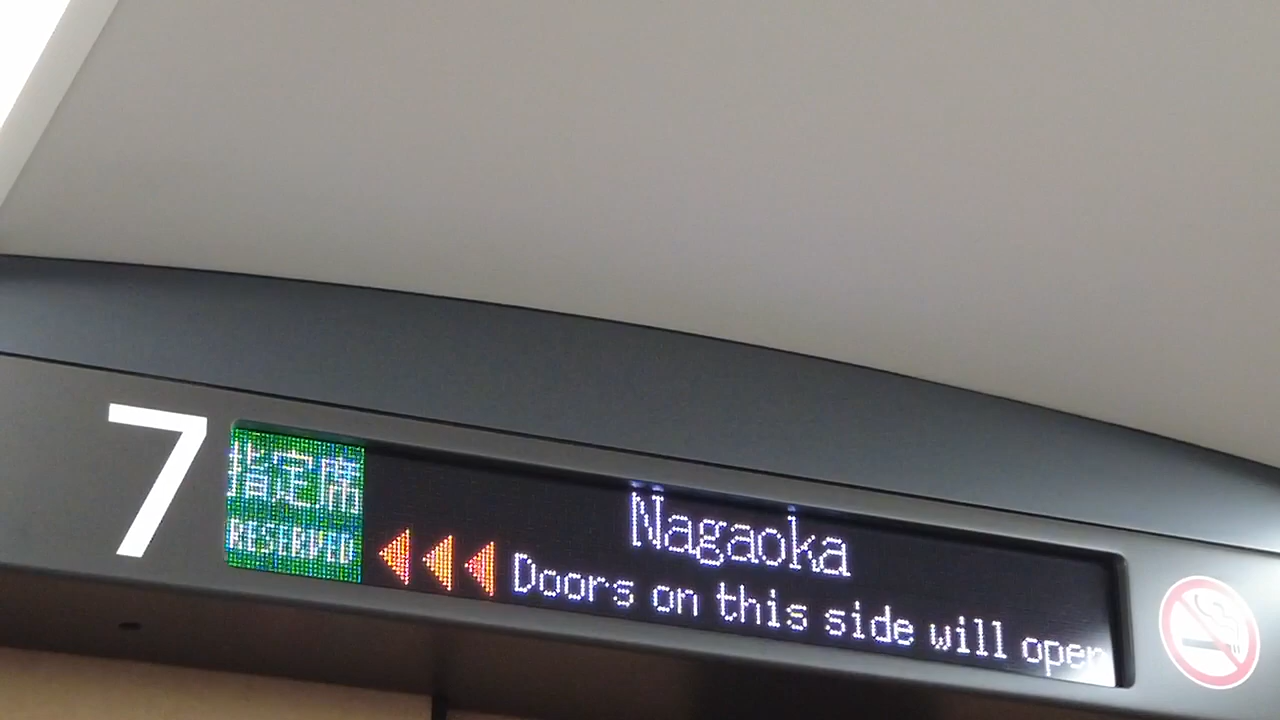 7
指定席
RESERVED
Nagaoka
Doors on this side will open